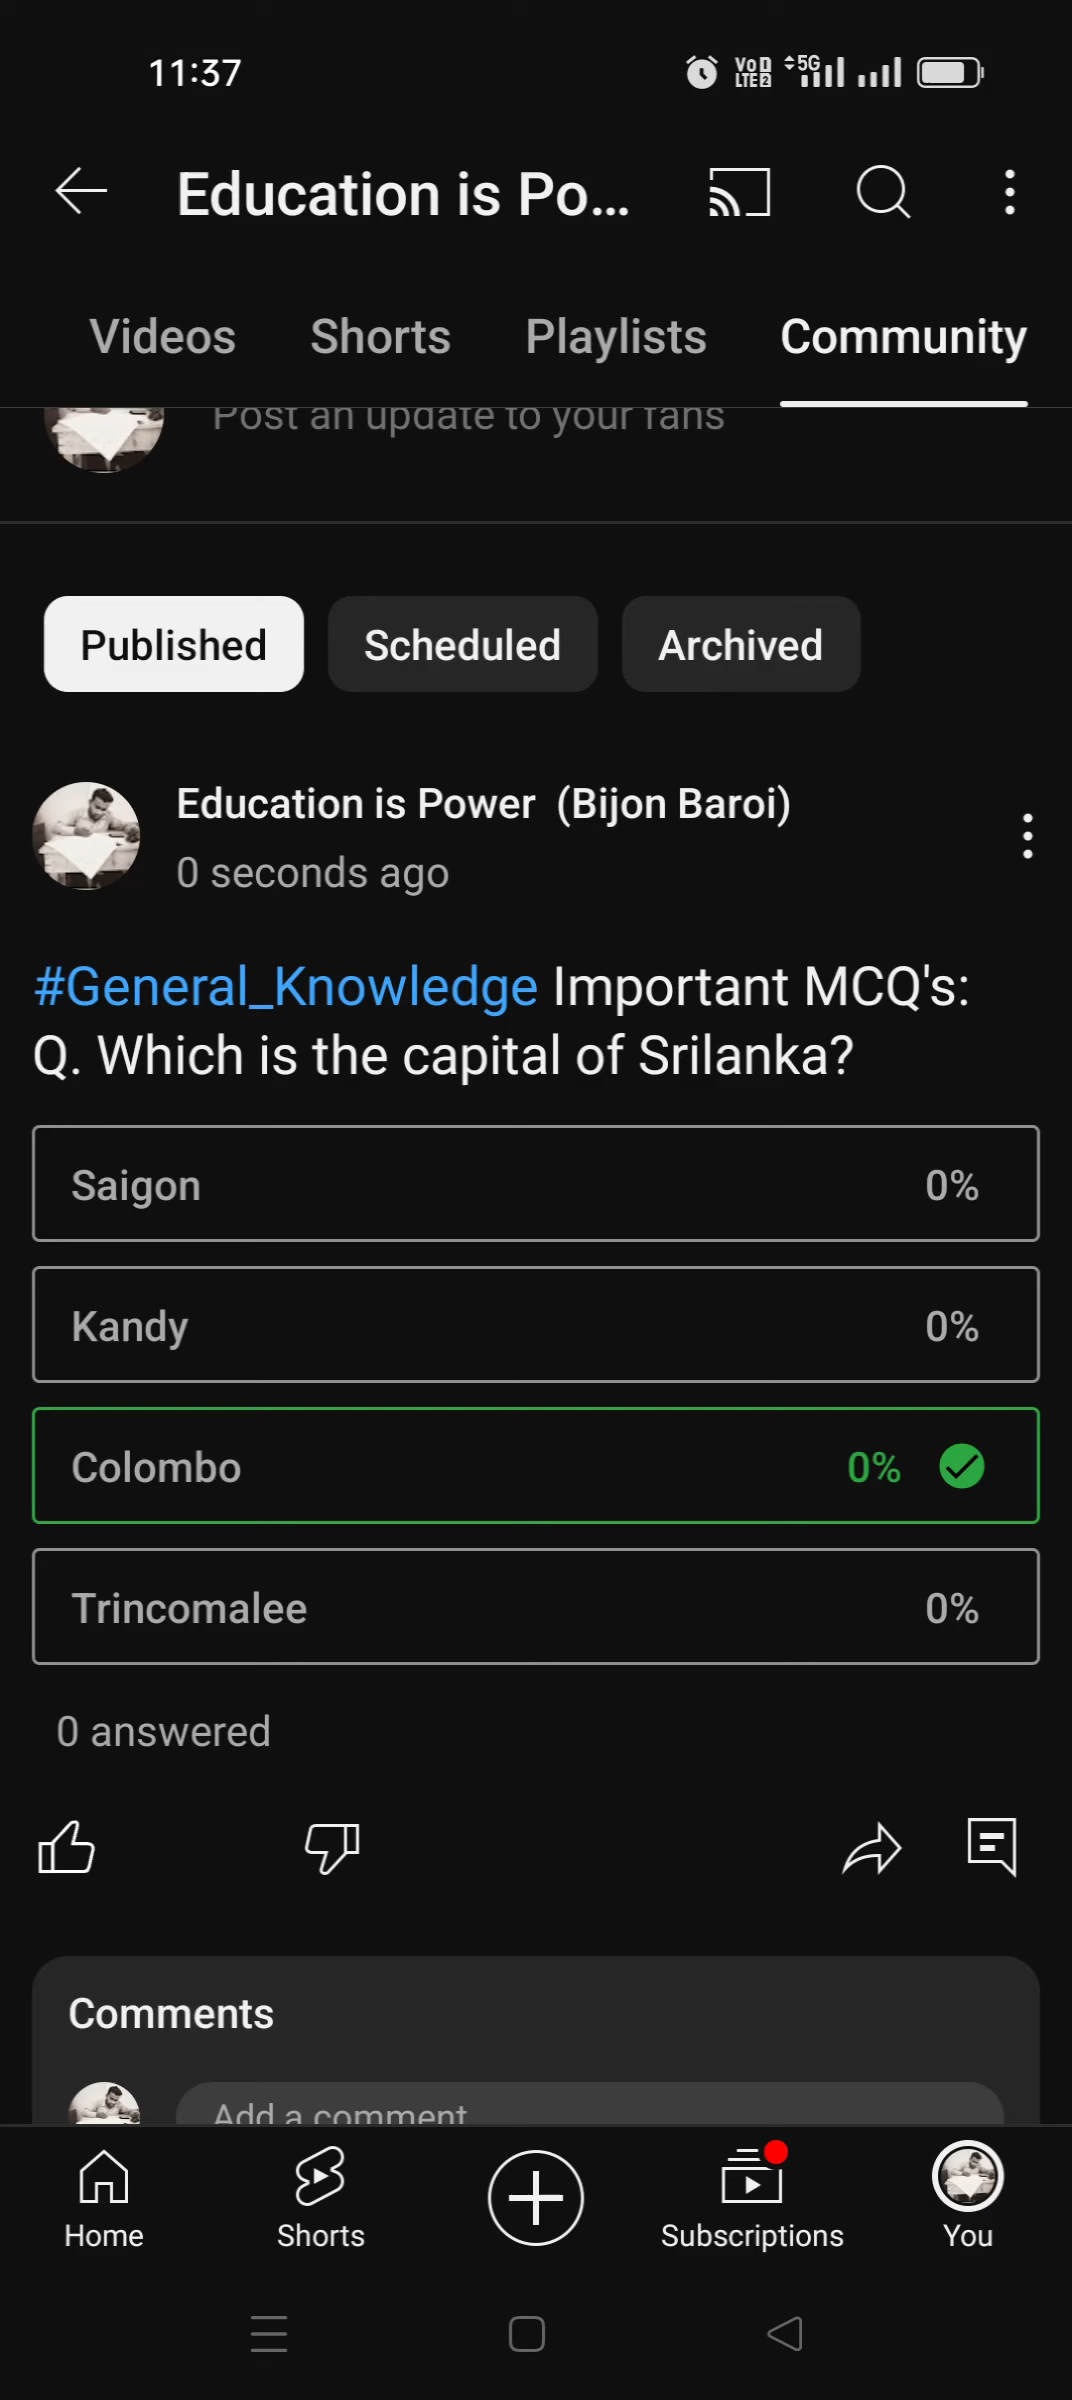 11:37
VoD LTE2 5G
Education is Po...
Videos Shorts Playlists Community
Post an update to your fans
Published Scheduled Archived
Education is Power (Bijon Baroi)
0 seconds ago
#General_Knowledge Important MCQ's:
Q. Which is the capital of Srilanka?
Saigon 0%
Kandy 0%
Colombo 0%
Trincomalee 0%
0 answered
Comments
Add a comment
Home Shorts Subscriptions You